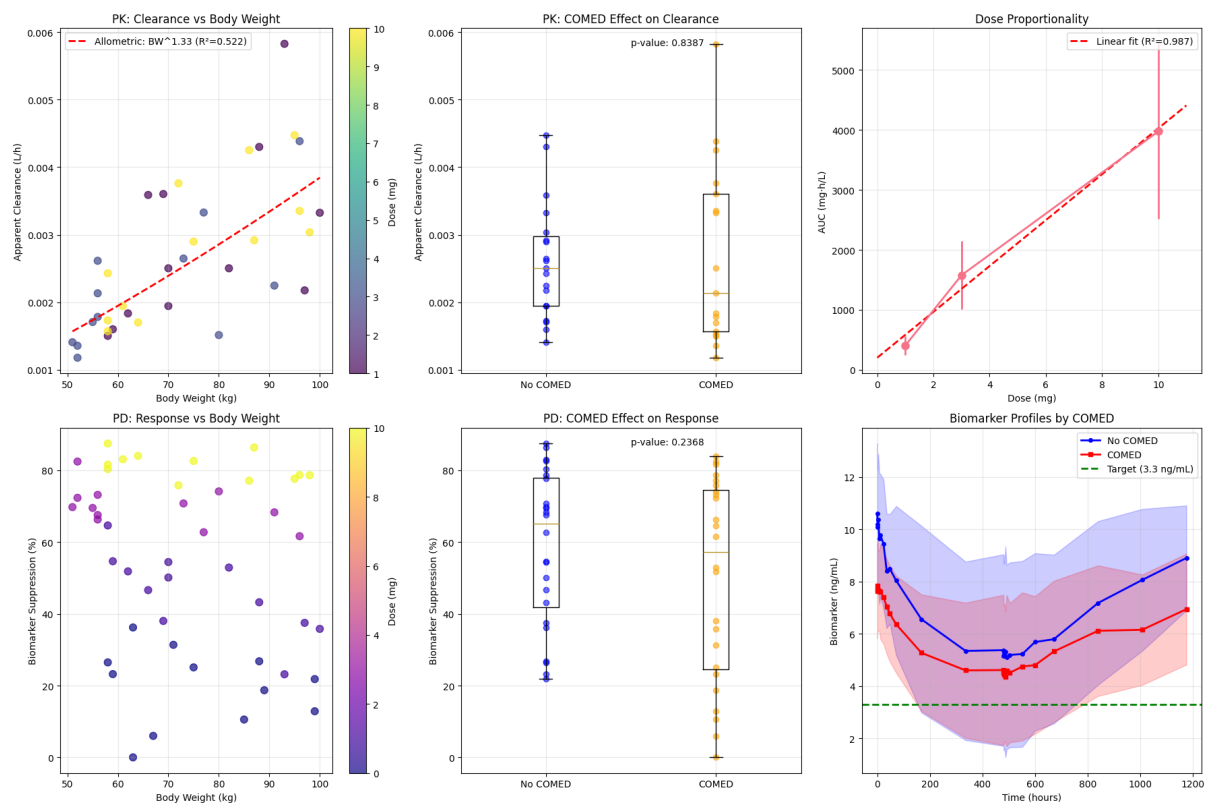 PK: Clearance vs Body Weight
Allometric: BW^1.33 (R²=0.522)
Apparent Clearance (L/h)
0.006
0.005
0.004
0.003
0.002
0.001
50 60 70 80 90 100
Body Weight (kg)
10
9
8
7
6
5
4
3
2
1
Dose (mg)
PK: COMED Effect on Clearance
p-value: 0.8387
Apparent Clearance (L/h)
0.006
0.005
0.004
0.003
0.002
0.001
No COMED COMED
Dose Proportionality
Linear fit (R²=0.987)
AUC (mg·h/L)
5000
4000
3000
2000
1000
0
0 2 4 6 8 10
Dose (mg)
PD: Response vs Body Weight
Biomarker Suppression (%)
80
60
40
20
0
50 60 70 80 90 100
Body Weight (kg)
10
8
6
4
2
0
Dose (mg)
PD: COMED Effect on Response
p-value: 0.2368
Biomarker Suppression (%)
80
60
40
20
0
No COMED COMED
Biomarker Profiles by COMED
No COMED
COMED
Target (3.3 ng/mL)
Biomarker (ng/mL)
12
10
8
6
4
2
0 200 400 600 800 1000 1200
Time (hours)